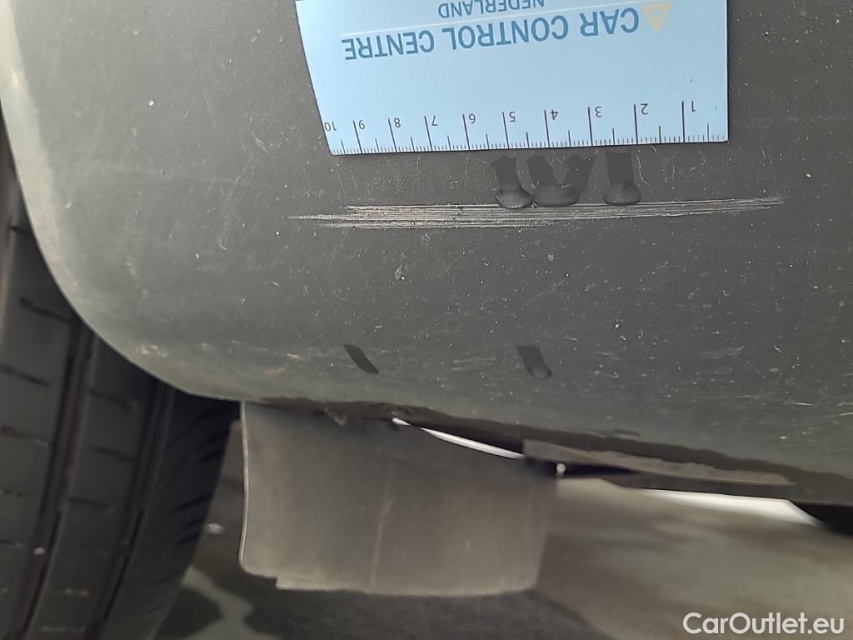 CAR CONTROL CENTRE
NEDERLAND
1 2 3 4 5 6 7 8 9 10
CarOutlet.eu